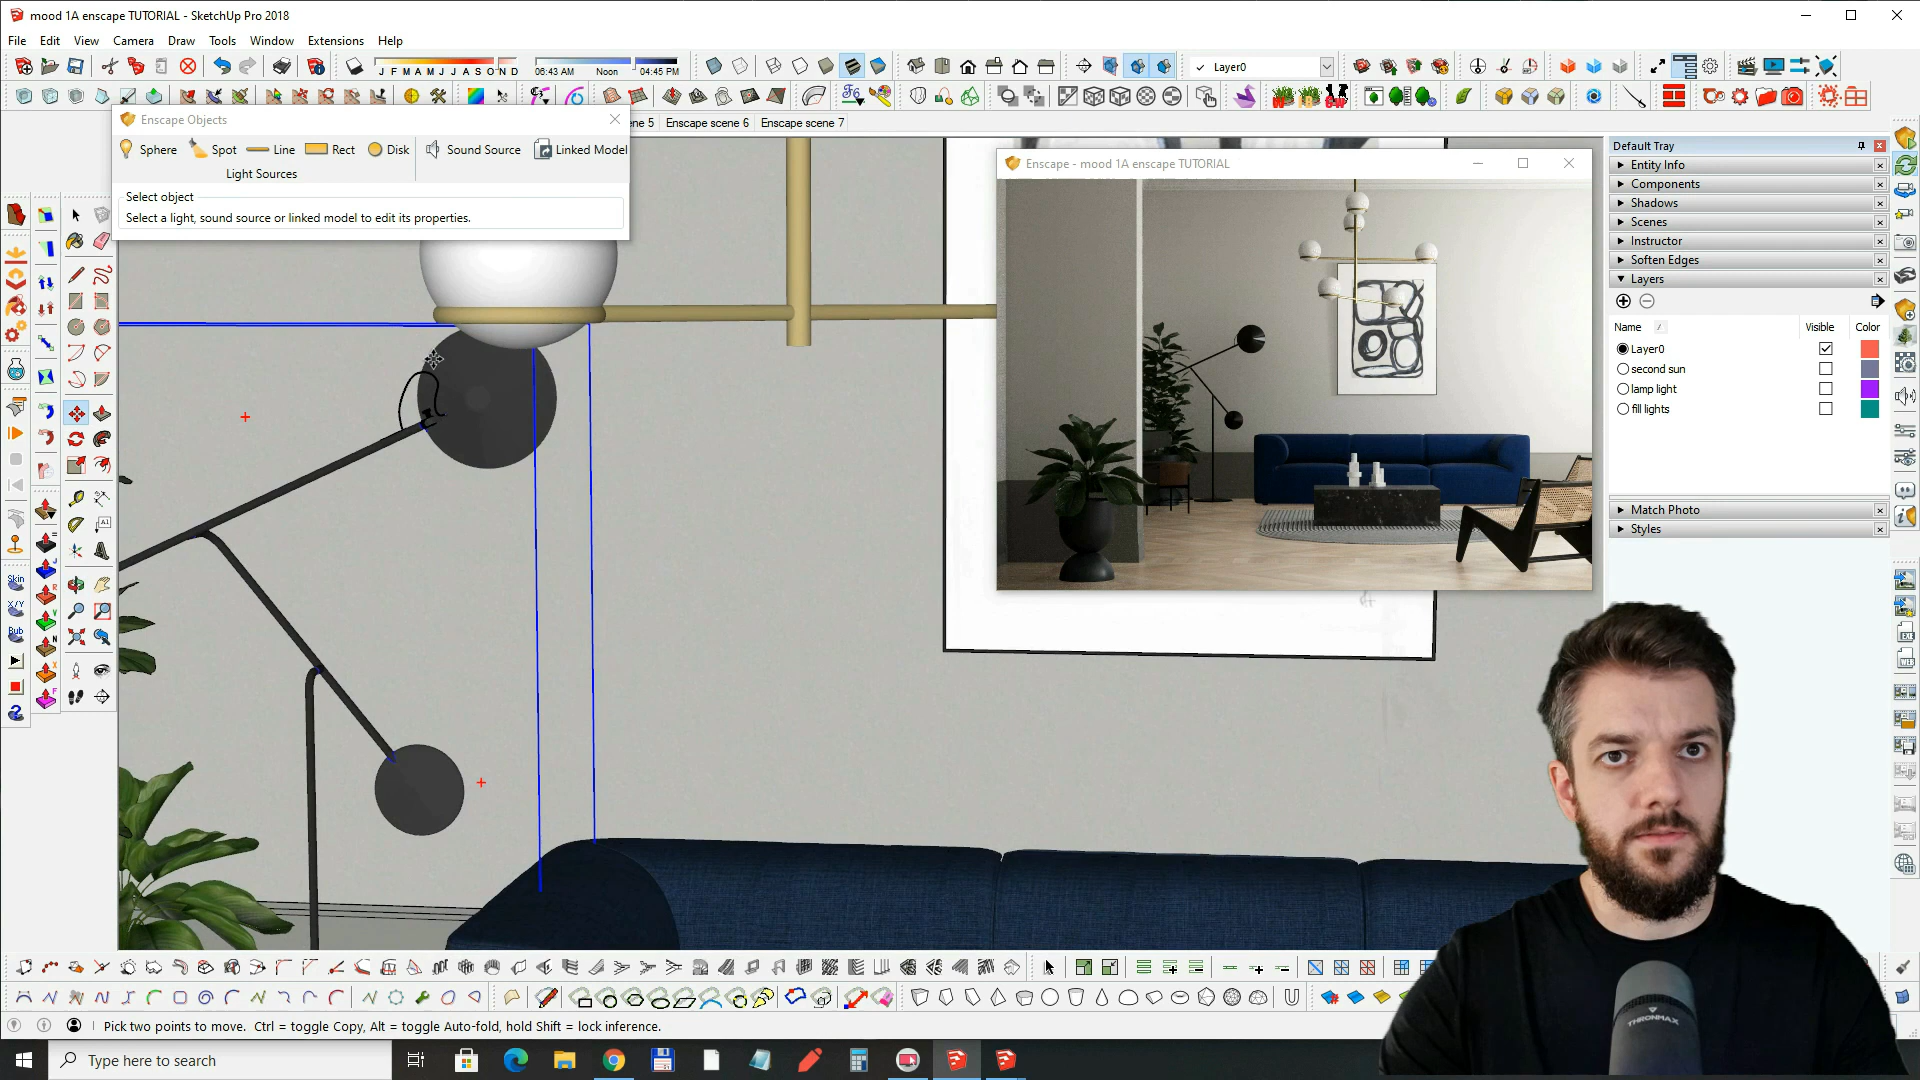 mood 1A enscape TUTORIAL - SketchUp Pro 2018
File Edit View Camera Draw Tools Window Extensions Help
J F M A M J J A S O N D
06:43 AM Noon 04:45 PM
Layer0
Enscape Objects
ene 5 Enscape scene 6 Enscape scene 7
Sphere Spot Line Rect Disk Sound Source Linked Model
Light Sources
Select object
Select a light, sound source or linked model to edit its properties.
Enscape - mood 1A enscape TUTORIAL
Default Tray
Entity Info
Components
Shadows
Scenes
Instructor
Soften Edges
Layers
Name Visible Color
Layer0
second sun
lamp light
fill lights
Match Photo
Styles
Skin
X/Y
Bub
THRONMAX
Pick two points to move. Ctrl = toggle Copy, Alt = toggle Auto-fold, hold Shift = lock inference.
Type here to search